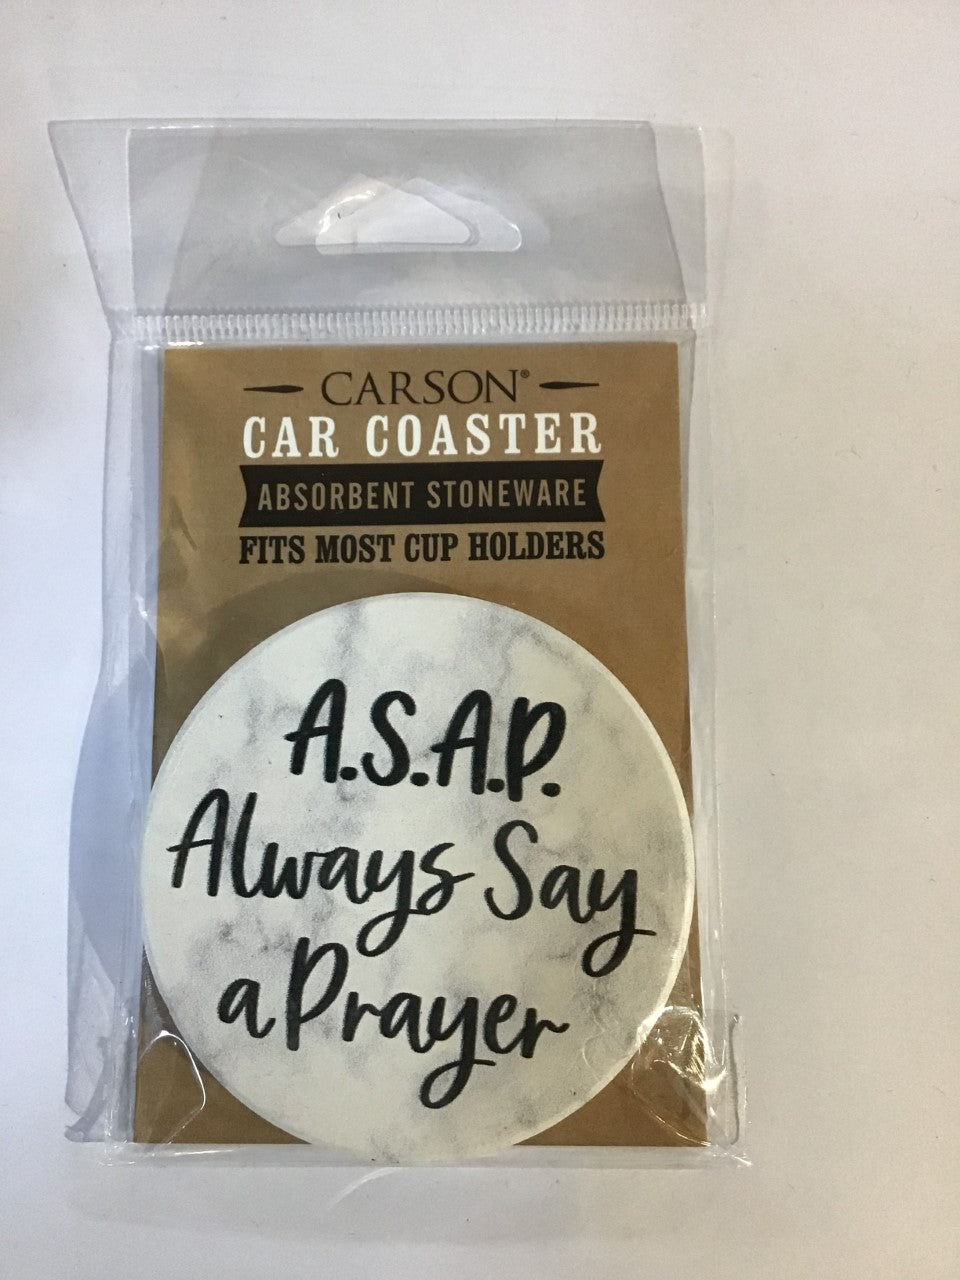 CARSON®
CAR COASTER
ABSORBENT STONEWARE
FITS MOST CUP HOLDERS
A.S.A.P.
Always Say
a Prayer